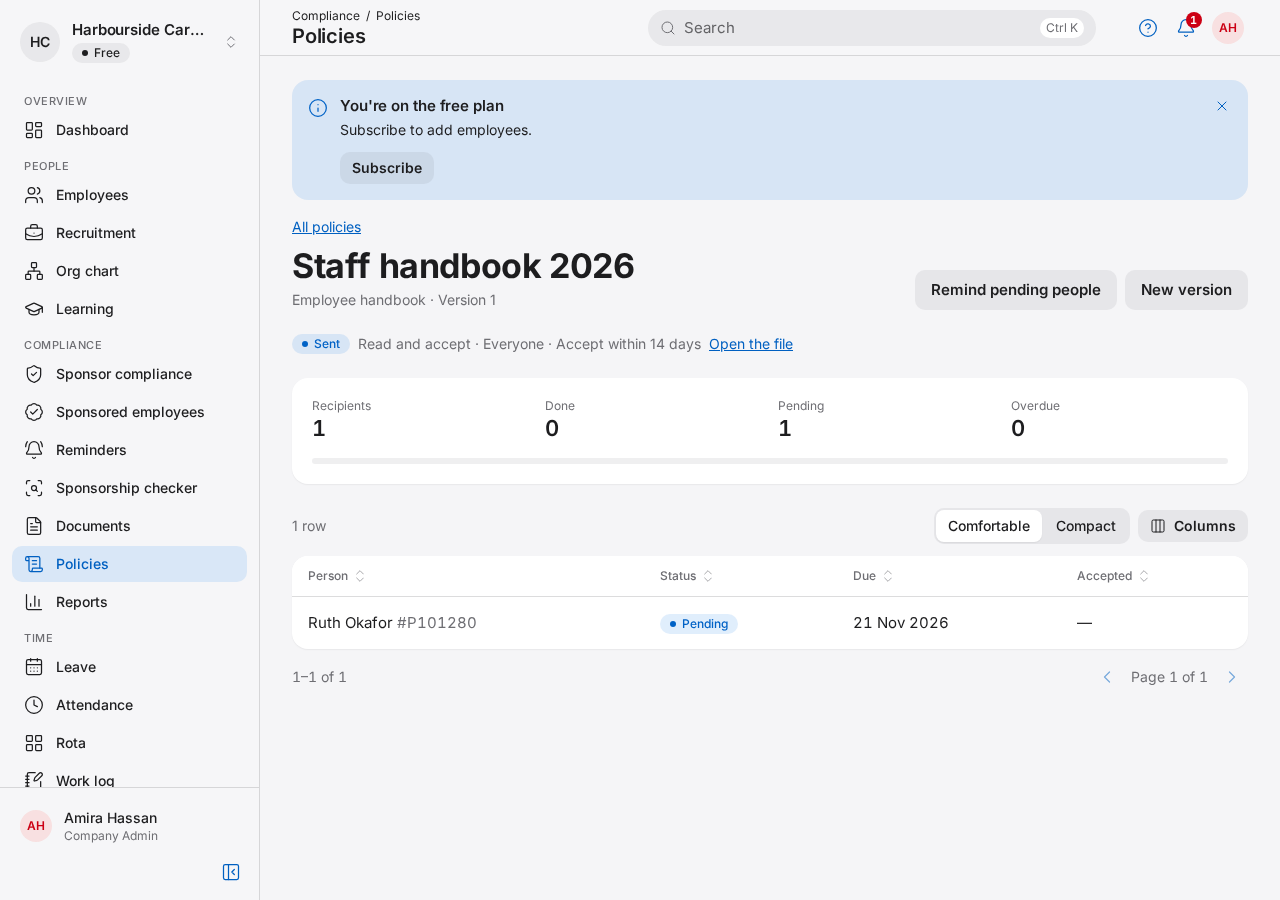 HC
Harbourside Car...
Free
OVERVIEW
Dashboard
PEOPLE
Employees
Recruitment
Org chart
Learning
COMPLIANCE
Sponsor compliance
Sponsored employees
Reminders
Sponsorship checker
Documents
Policies
Reports
TIME
Leave
Attendance
Rota
Work log
AH
Amira Hassan
Company Admin
Compliance / Policies
Policies
Search
Ctrl K
1
AH
You're on the free plan
Subscribe to add employees.
Subscribe
All policies
Staff handbook 2026
Employee handbook · Version 1
Remind pending people
New version
Sent Read and accept · Everyone · Accept within 14 days Open the file
Recipients Done Pending Overdue
1 0 1 0
1 row
Comfortable Compact Columns
Person Status Due Accepted
Ruth Okafor #P101280 Pending 21 Nov 2026 —
1–1 of 1
Page 1 of 1